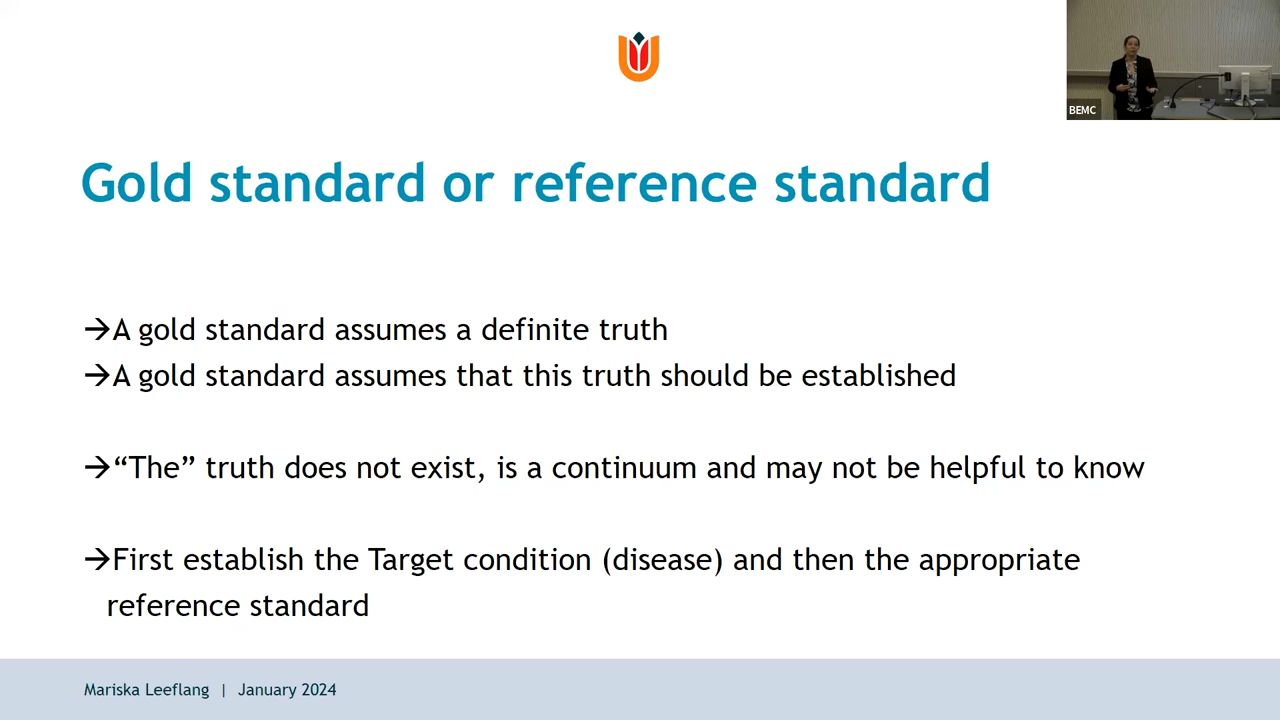 BEMC
Gold standard or reference standard
→A gold standard assumes a definite truth
→A gold standard assumes that this truth should be established
→“The” truth does not exist, is a continuum and may not be helpful to know
→First establish the Target condition (disease) and then the appropriate
reference standard
Mariska Leeflang | January 2024